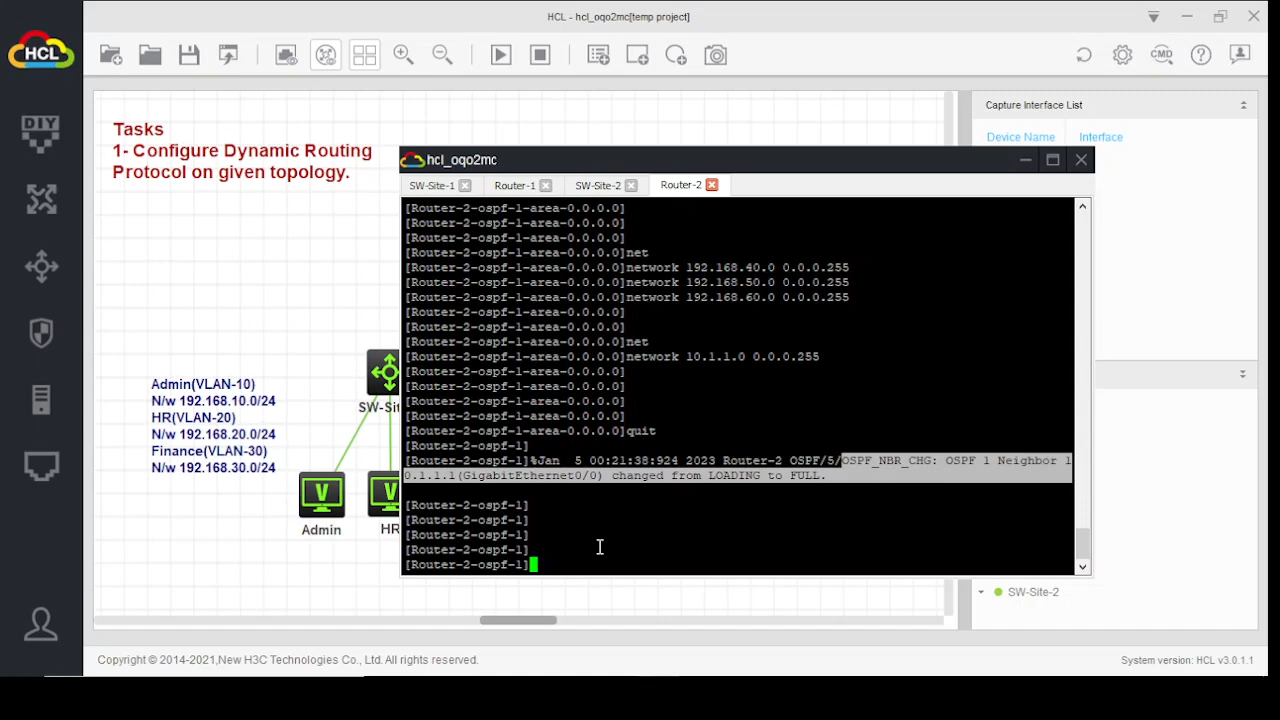 HCL - hcl_oqo2mc[temp project]
HCL
CMD
DIY
Tasks
1- Configure Dynamic Routing
Protocol on given topology.
Admin(VLAN-10)
N/w 192.168.10.0/24
HR(VLAN-20)
N/w 192.168.20.0/24
Finance(VLAN-30)
N/w 192.168.30.0/24
SW-Sit
V
V
Admin
HR
hcl_oqo2mc
SW-Site-1
Router-1
SW-Site-2
Router-2
[Router-2-ospf-1-area-0.0.0.0]
[Router-2-ospf-1-area-0.0.0.0]
[Router-2-ospf-1-area-0.0.0.0]
[Router-2-ospf-1-area-0.0.0.0]net
[Router-2-ospf-1-area-0.0.0.0]network 192.168.40.0 0.0.0.255
[Router-2-ospf-1-area-0.0.0.0]network 192.168.50.0 0.0.0.255
[Router-2-ospf-1-area-0.0.0.0]network 192.168.60.0 0.0.0.255
[Router-2-ospf-1-area-0.0.0.0]
[Router-2-ospf-1-area-0.0.0.0]
[Router-2-ospf-1-area-0.0.0.0]net
[Router-2-ospf-1-area-0.0.0.0]network 10.1.1.0 0.0.0.255
[Router-2-ospf-1-area-0.0.0.0]
[Router-2-ospf-1-area-0.0.0.0]
[Router-2-ospf-1-area-0.0.0.0]
[Router-2-ospf-1-area-0.0.0.0]
[Router-2-ospf-1-area-0.0.0.0]quit
[Router-2-ospf-1]
[Router-2-ospf-1]%Jan  5 00:21:38:924 2023 Router-2 OSPF/5/OSPF_NBR_CHG: OSPF 1 Neighbor 1
0.1.1.1(GigabitEthernet0/0) changed from LOADING to FULL.
[Router-2-ospf-1]
[Router-2-ospf-1]
[Router-2-ospf-1]
[Router-2-ospf-1]
[Router-2-ospf-1]
Capture Interface List
Device Name
Interface
SW-Site-2
Copyright © 2014-2021,New H3C Technologies Co., Ltd. All rights reserved.
System version: HCL v3.0.1.1